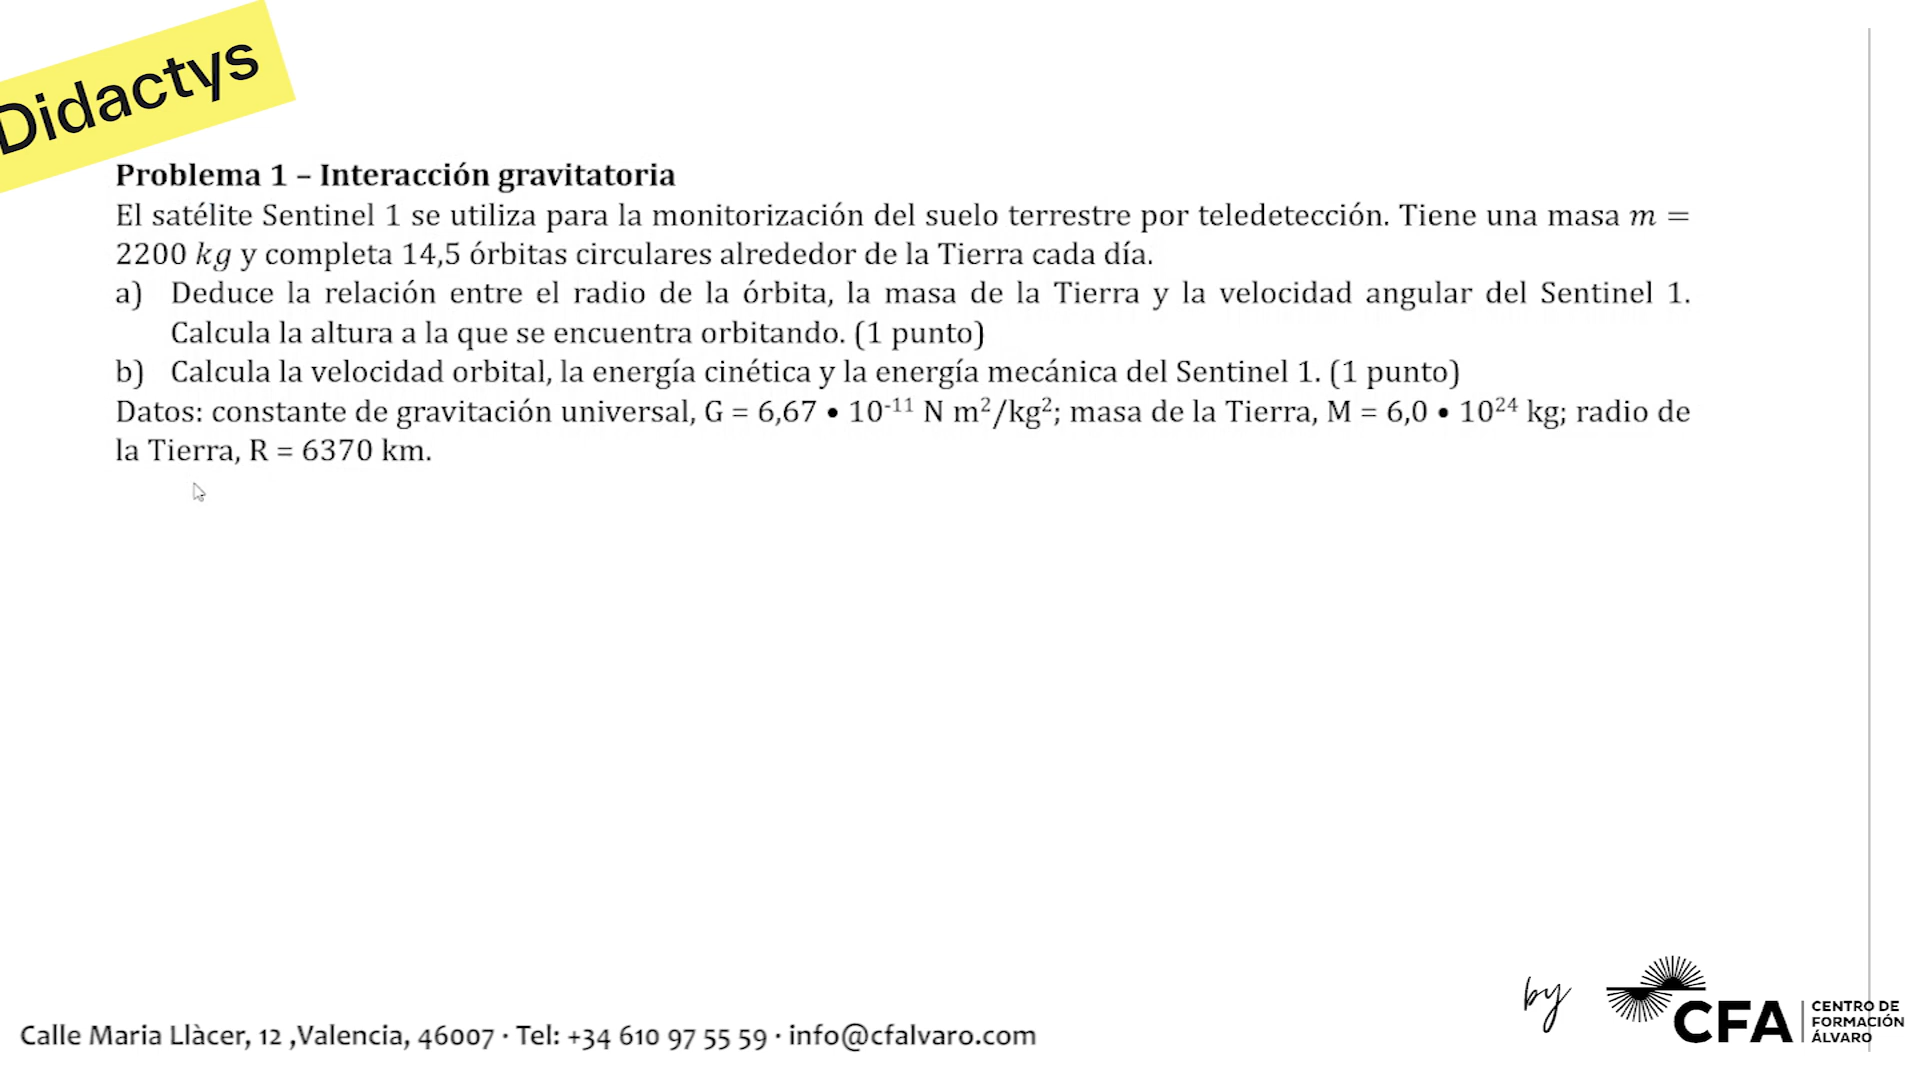 Didactys
Problema 1 – Interacción gravitatoria
El satélite Sentinel 1 se utiliza para la monitorización del suelo terrestre por teledetección. Tiene una masa m =
2200 kg y completa 14,5 órbitas circulares alrededor de la Tierra cada día.
a) Deduce la relación entre el radio de la órbita, la masa de la Tierra y la velocidad angular del Sentinel 1.
Calcula la altura a la que se encuentra orbitando. (1 punto)
b) Calcula la velocidad orbital, la energía cinética y la energía mecánica del Sentinel 1. (1 punto)
Datos: constante de gravitación universal, G = 6,67 • 10⁻¹¹ N m²/kg²; masa de la Tierra, M = 6,0 • 10²⁴ kg; radio de
la Tierra, R = 6370 km.
by
CFA
CENTRO DE
FORMACIÓN
ÁLVARO
Calle Maria Llàcer, 12 ,Valencia, 46007 · Tel: +34 610 97 55 59 · info@cfalvaro.com